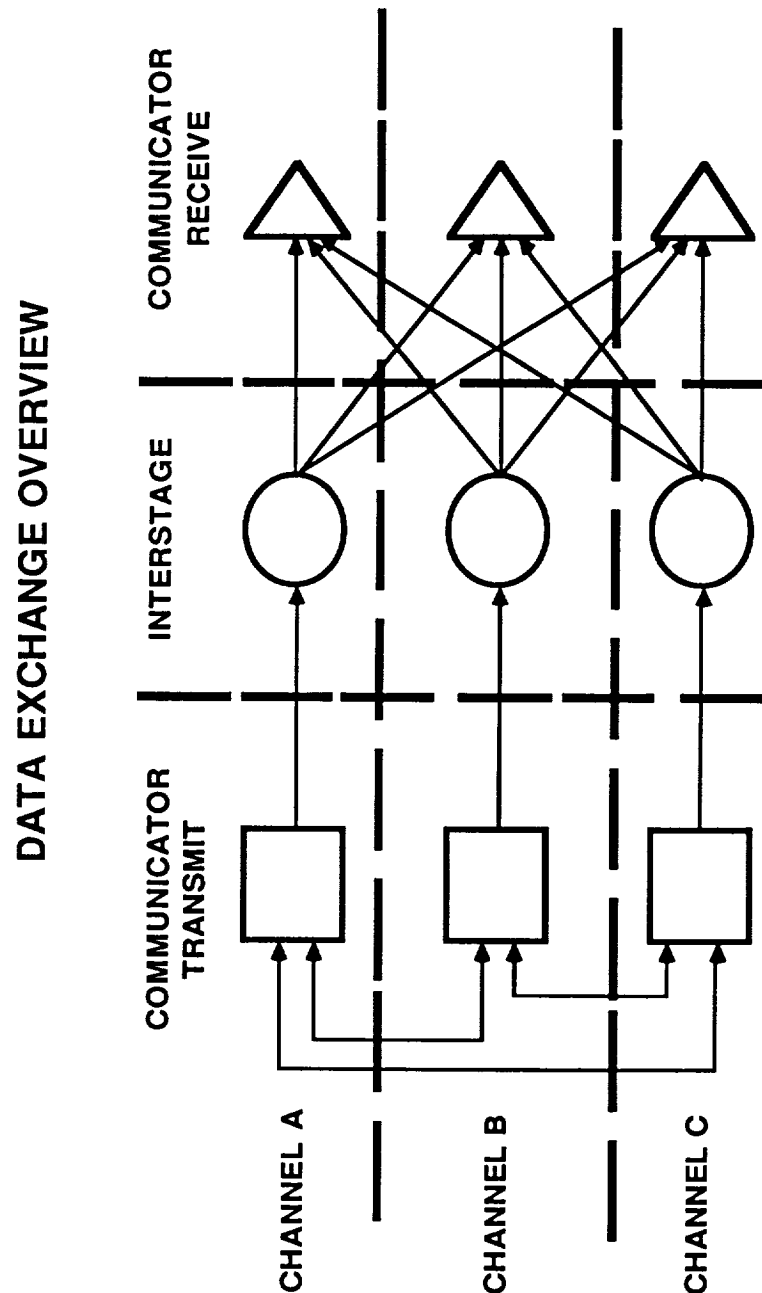 DATA EXCHANGE OVERVIEW
COMMUNICATOR
TRANSMIT
INTERSTAGE
COMMUNICATOR
RECEIVE
CHANNEL A
CHANNEL B
CHANNEL C